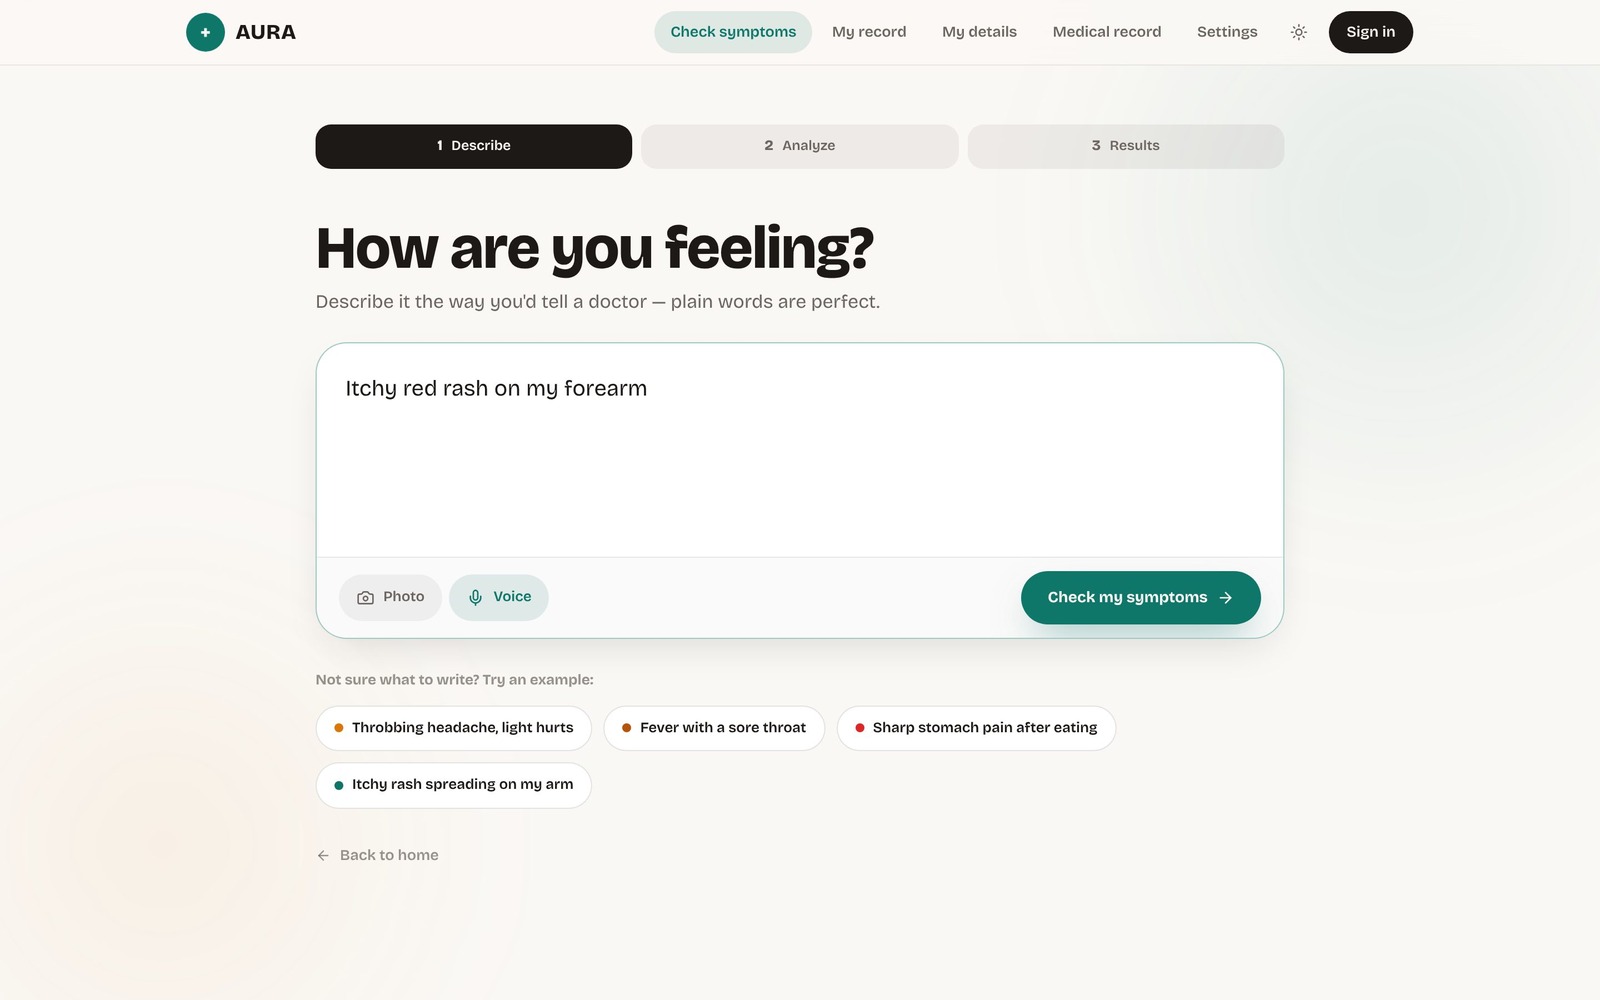 AURA
Check symptoms My record My details Medical record Settings Sign in
1 Describe 2 Analyze 3 Results
How are you feeling?
Describe it the way you'd tell a doctor — plain words are perfect.
Itchy red rash on my forearm
Photo Voice Check my symptoms →
Not sure what to write? Try an example:
Throbbing headache, light hurts Fever with a sore throat Sharp stomach pain after eating
Itchy rash spreading on my arm
← Back to home